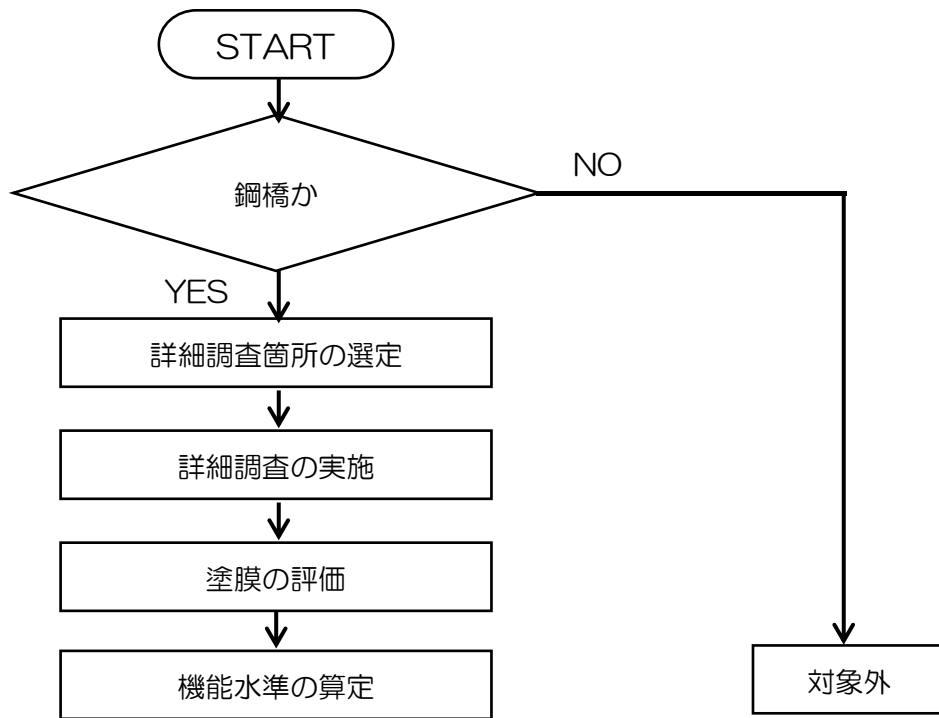 START
鋼橋か
NO
YES
詳細調査箇所の選定
詳細調査の実施
塗膜の評価
機能水準の算定
対象外